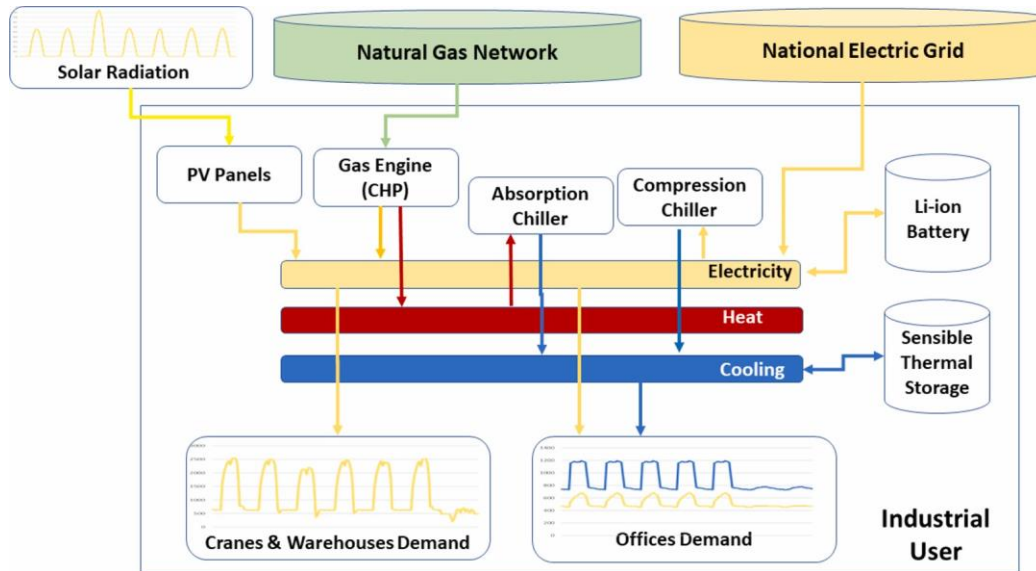 Natural Gas Network
National Electric Grid
Solar Radiation
PV Panels
Gas Engine
(CHP)
Absorption
Chiller
Compression
Chiller
Li-ion
Battery
Electricity
Heat
Cooling
Sensible
Thermal
Storage
Cranes & Warehouses Demand
Offices Demand
Industrial
User